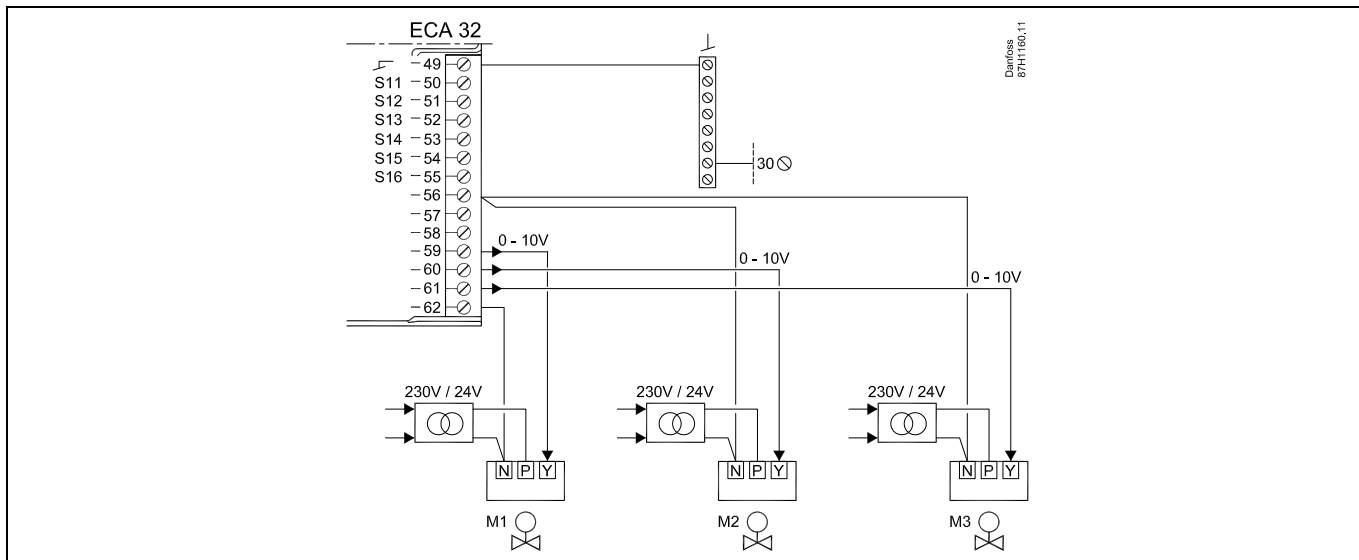 ECA 32
49
S11 50
S12 51
S13 52
S14 53
S15 54
S16 55
56
57
58
59
60
61
62
30
Danfoss
87H1160.11
0 - 10V
0 - 10V
0 - 10V
230V / 24V
230V / 24V
230V / 24V
N P Y
N P Y
N P Y
M1
M2
M3